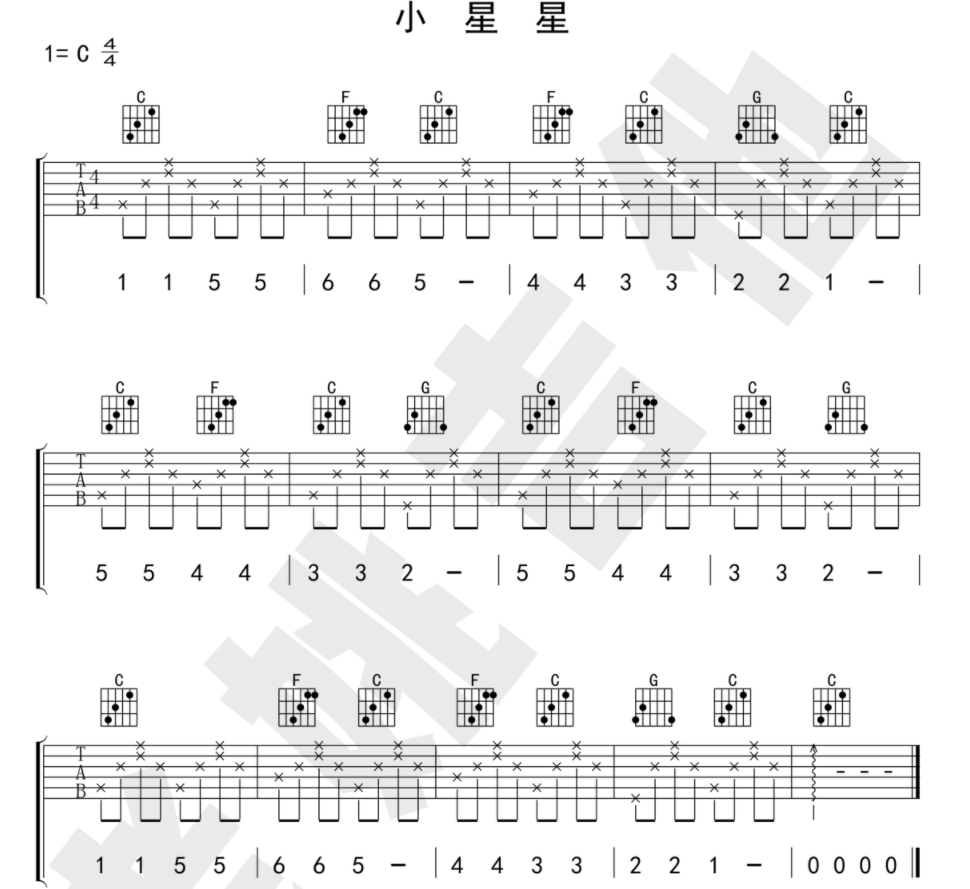 小 星 星
1= C 4/4
C F C F C G C
T A B 4 4
1 1 5 5 | 6 6 5 – | 4 4 3 3 | 2 2 1 – |
C F C G C F C G
T A B
5 5 4 4 | 3 3 2 – | 5 5 4 4 | 3 3 2 – |
C F C F C G C C
T A B
1 1 5 5 | 6 6 5 – | 4 4 3 3 | 2 2 1 – | 0 0 0 0